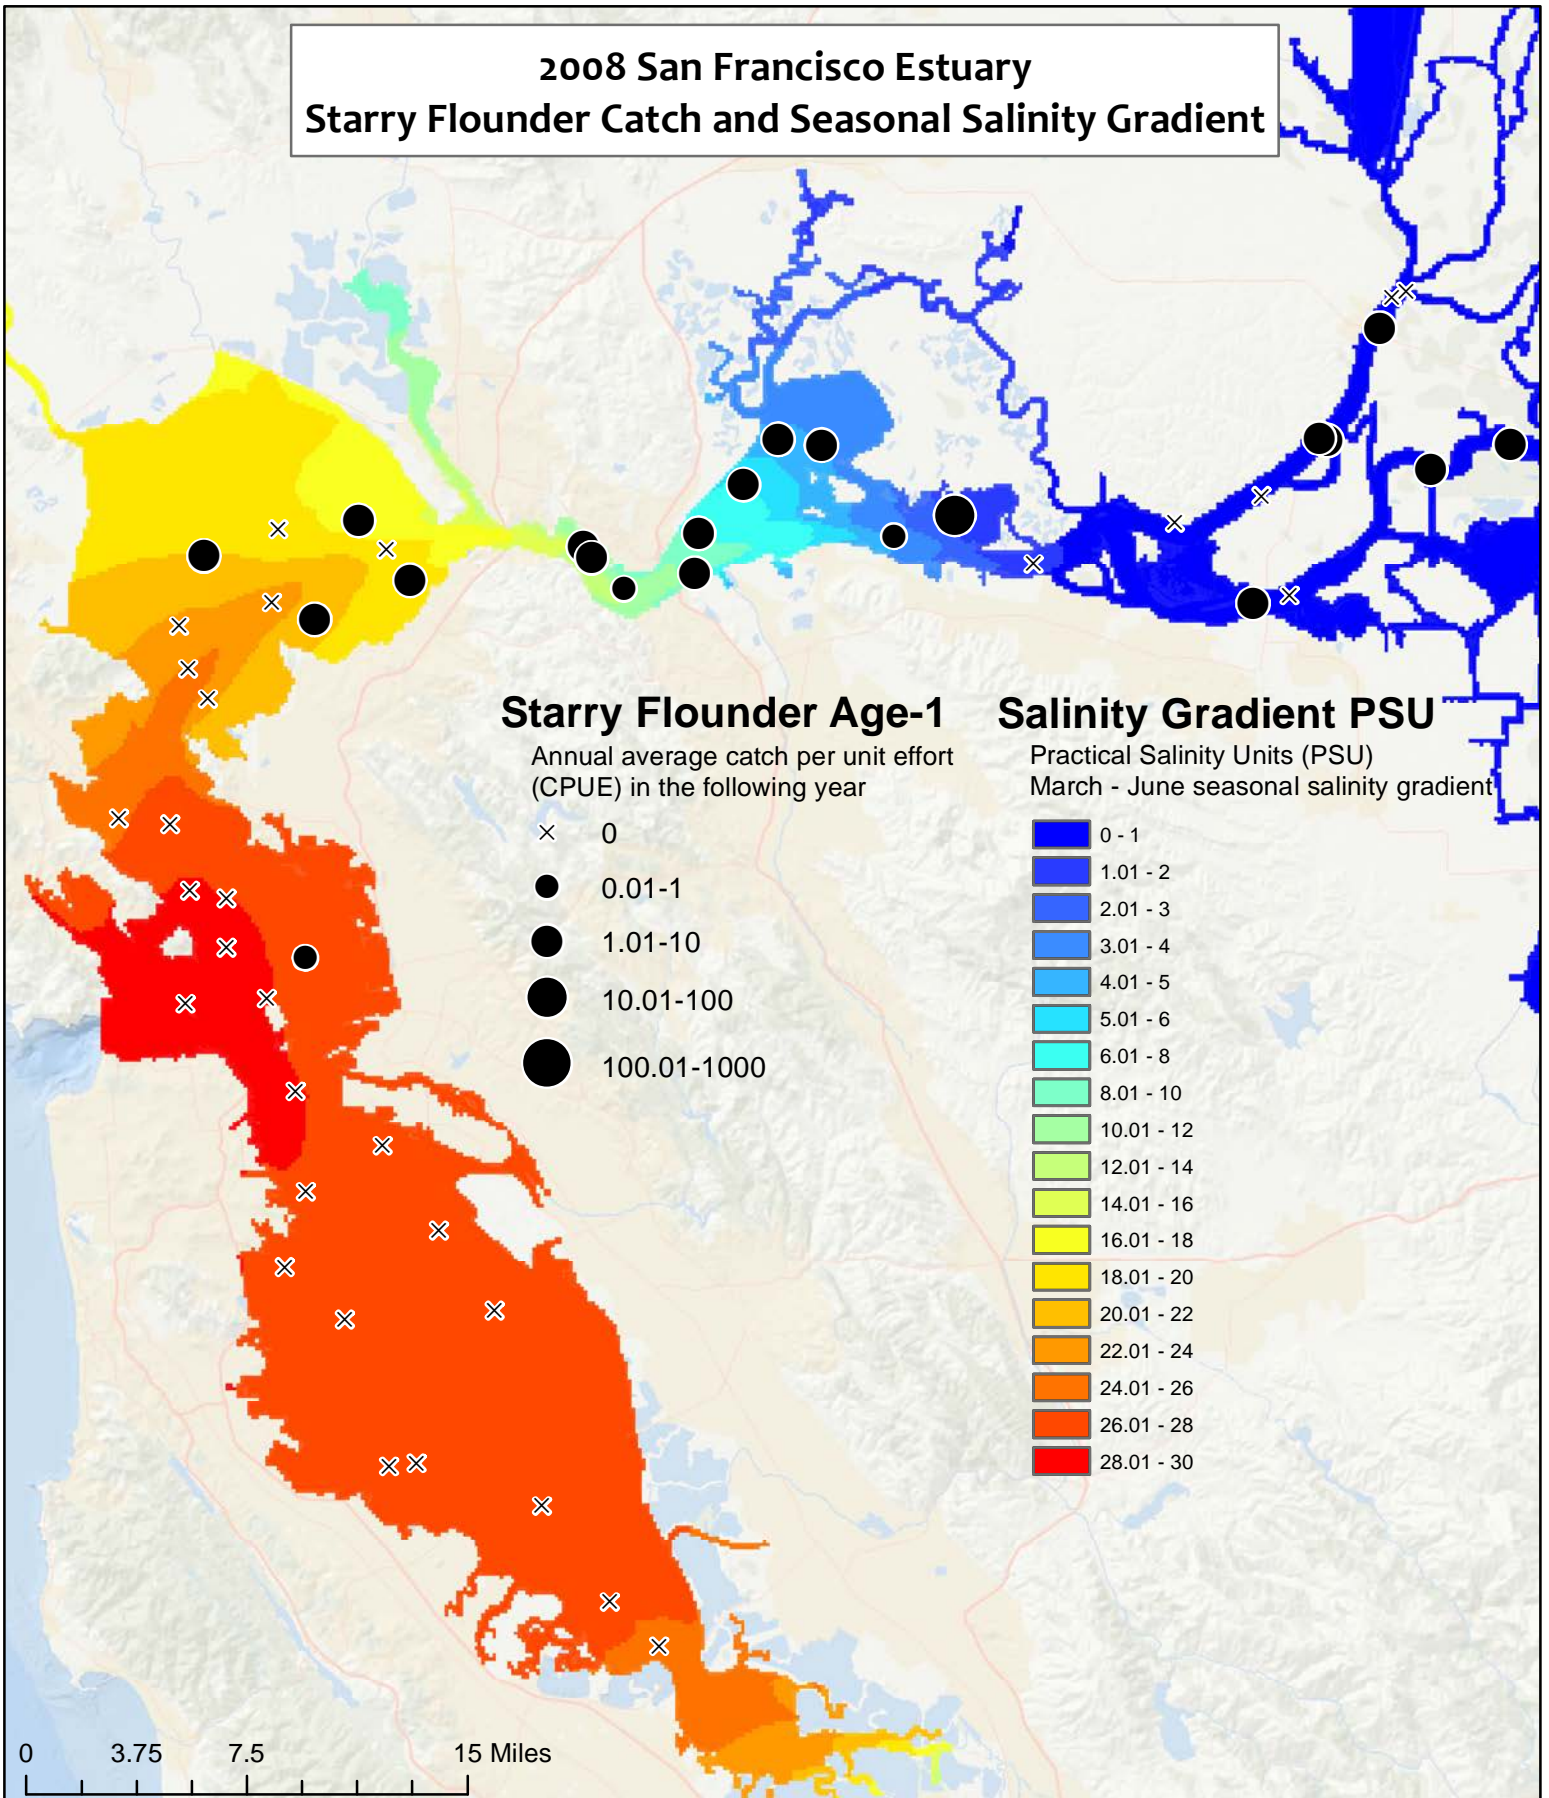 2008 San Francisco Estuary
Starry Flounder Catch and Seasonal Salinity Gradient
Starry Flounder Age-1
Annual average catch per unit effort
(CPUE) in the following year
0
0.01-1
1.01-10
10.01-100
100.01-1000
Salinity Gradient PSU
Practical Salinity Units (PSU)
March - June seasonal salinity gradient
0 - 1
1.01 - 2
2.01 - 3
3.01 - 4
4.01 - 5
5.01 - 6
6.01 - 8
8.01 - 10
10.01 - 12
12.01 - 14
14.01 - 16
16.01 - 18
18.01 - 20
20.01 - 22
22.01 - 24
24.01 - 26
26.01 - 28
28.01 - 30
0 3.75 7.5 15 Miles